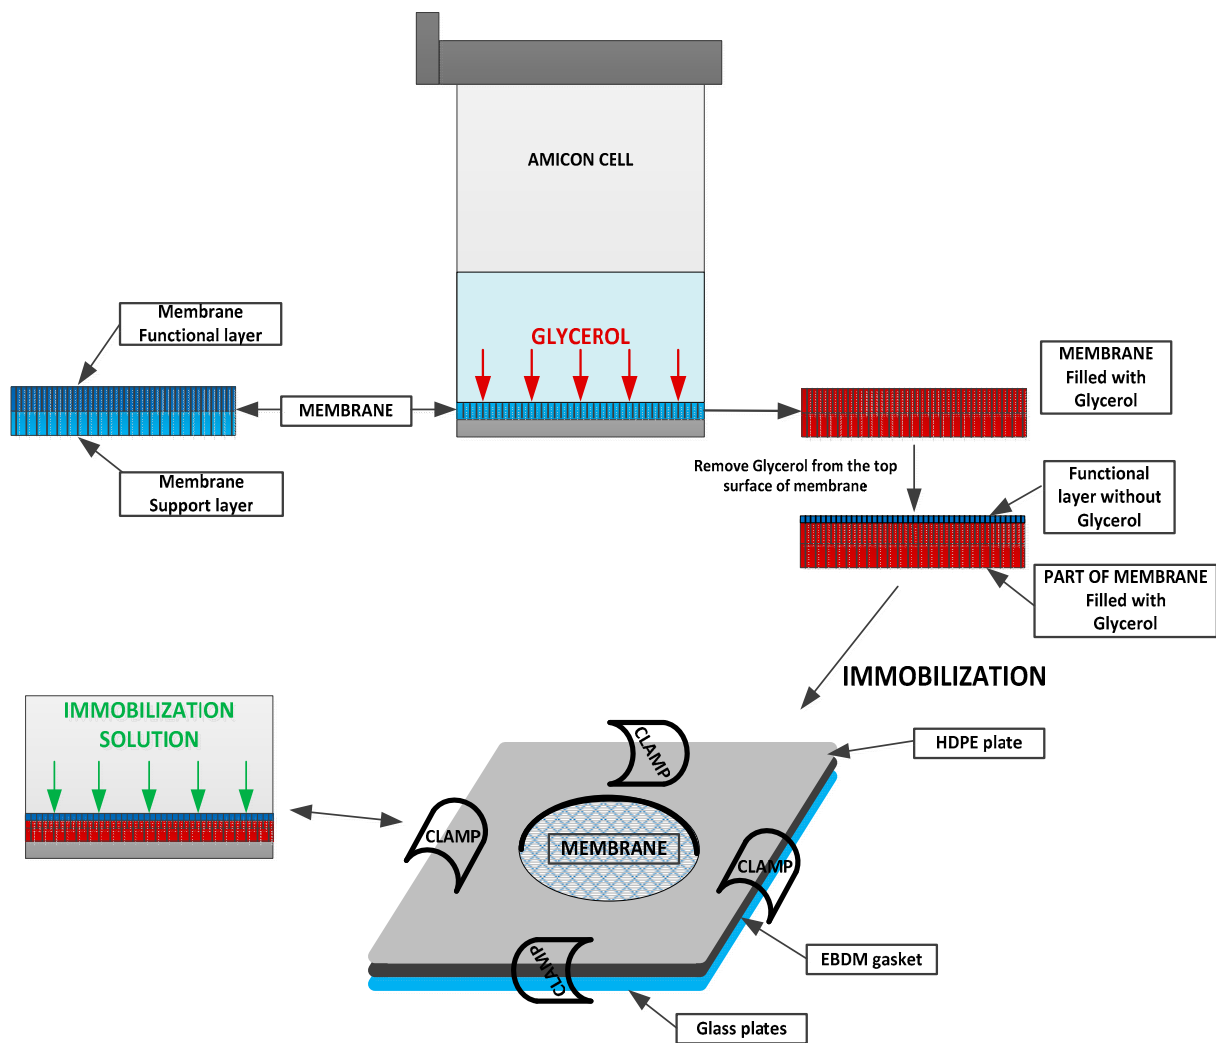 AMICON CELL
GLYCEROL
Membrane
Functional layer
MEMBRANE
Membrane
Support layer
MEMBRANE
Filled with
Glycerol
Remove Glycerol from the top
surface of membrane
Functional
layer without
Glycerol
PART OF MEMBRANE
Filled with
Glycerol
IMMOBILIZATION
IMMOBILIZATION
SOLUTION
HDPE plate
CLAMP
CLAMP
MEMBRANE
CLAMP
CLAMP
EBDM gasket
Glass plates